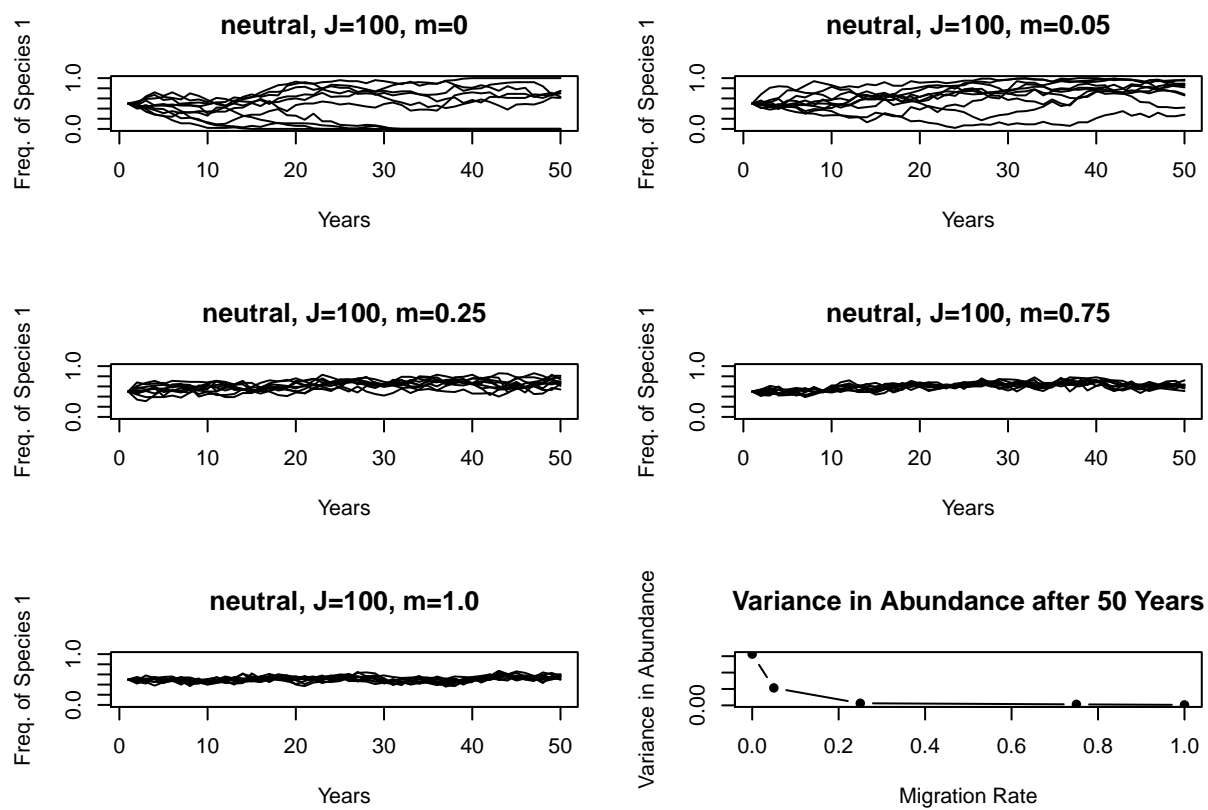 neutral, J=100, m=0
Freq. of Species 1
0.0 1.0
0 10 20 30 40 50
Years
neutral, J=100, m=0.05
Freq. of Species 1
0.0 1.0
0 10 20 30 40 50
Years
neutral, J=100, m=0.25
Freq. of Species 1
0.0 1.0
0 10 20 30 40 50
Years
neutral, J=100, m=0.75
Freq. of Species 1
0.0 1.0
0 10 20 30 40 50
Years
neutral, J=100, m=1.0
Freq. of Species 1
0.0 1.0
0 10 20 30 40 50
Years
Variance in Abundance after 50 Years
Variance in Abundance
0.00
0.0 0.2 0.4 0.6 0.8 1.0
Migration Rate